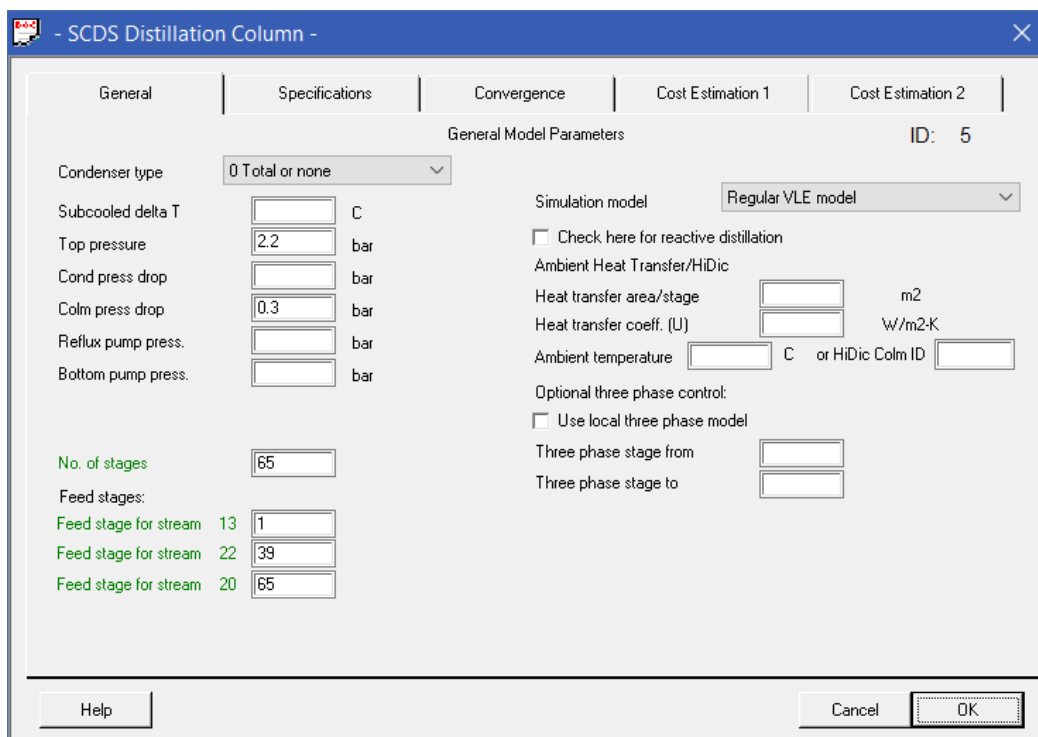 - SCDS Distillation Column -
General Specifications Convergence Cost Estimation 1 Cost Estimation 2
General Model Parameters ID: 5
Condenser type 0 Total or none
Subcooled delta T C
Top pressure 2.2 bar
Cond press drop bar
Colm press drop 0.3 bar
Reflux pump press. bar
Bottom pump press. bar
No. of stages 65
Feed stages:
Feed stage for stream 13 1
Feed stage for stream 22 39
Feed stage for stream 20 65
Simulation model Regular VLE model
Check here for reactive distillation
Ambient Heat Transfer/HiDic
Heat transfer area/stage m2
Heat transfer coeff. (U) W/m2-K
Ambient temperature C or HiDic Colm ID
Optional three phase control:
Use local three phase model
Three phase stage from
Three phase stage to
Help Cancel OK